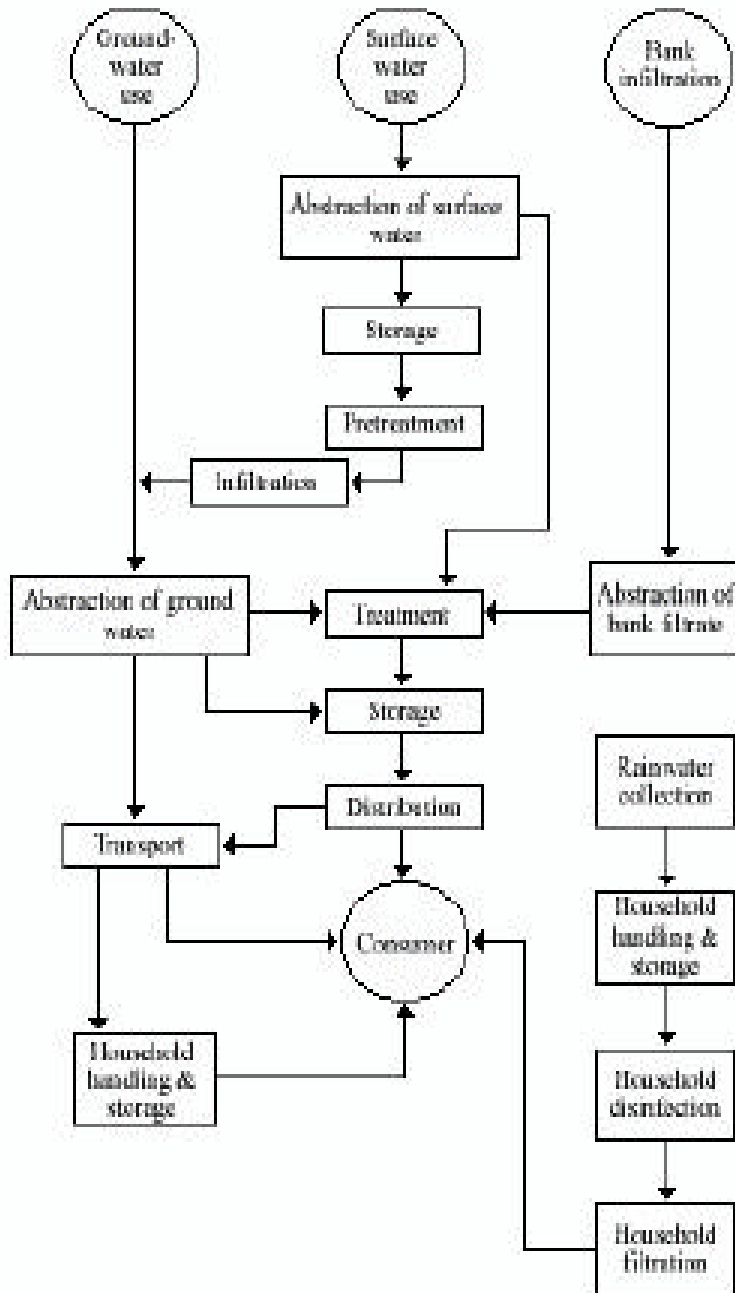 Ground-
water
use
Surface
water
use
Bank
infiltration
Abstraction of surface
water
Storage
Pretreatment
Infiltration
Abstraction of ground
water
Treatment
Abstraction of
bank filtrate
Storage
Rainwater
collection
Distribution
Transport
Household
handling &
storage
Consumer
Household
handling &
storage
Household
disinfection
Household
filtration